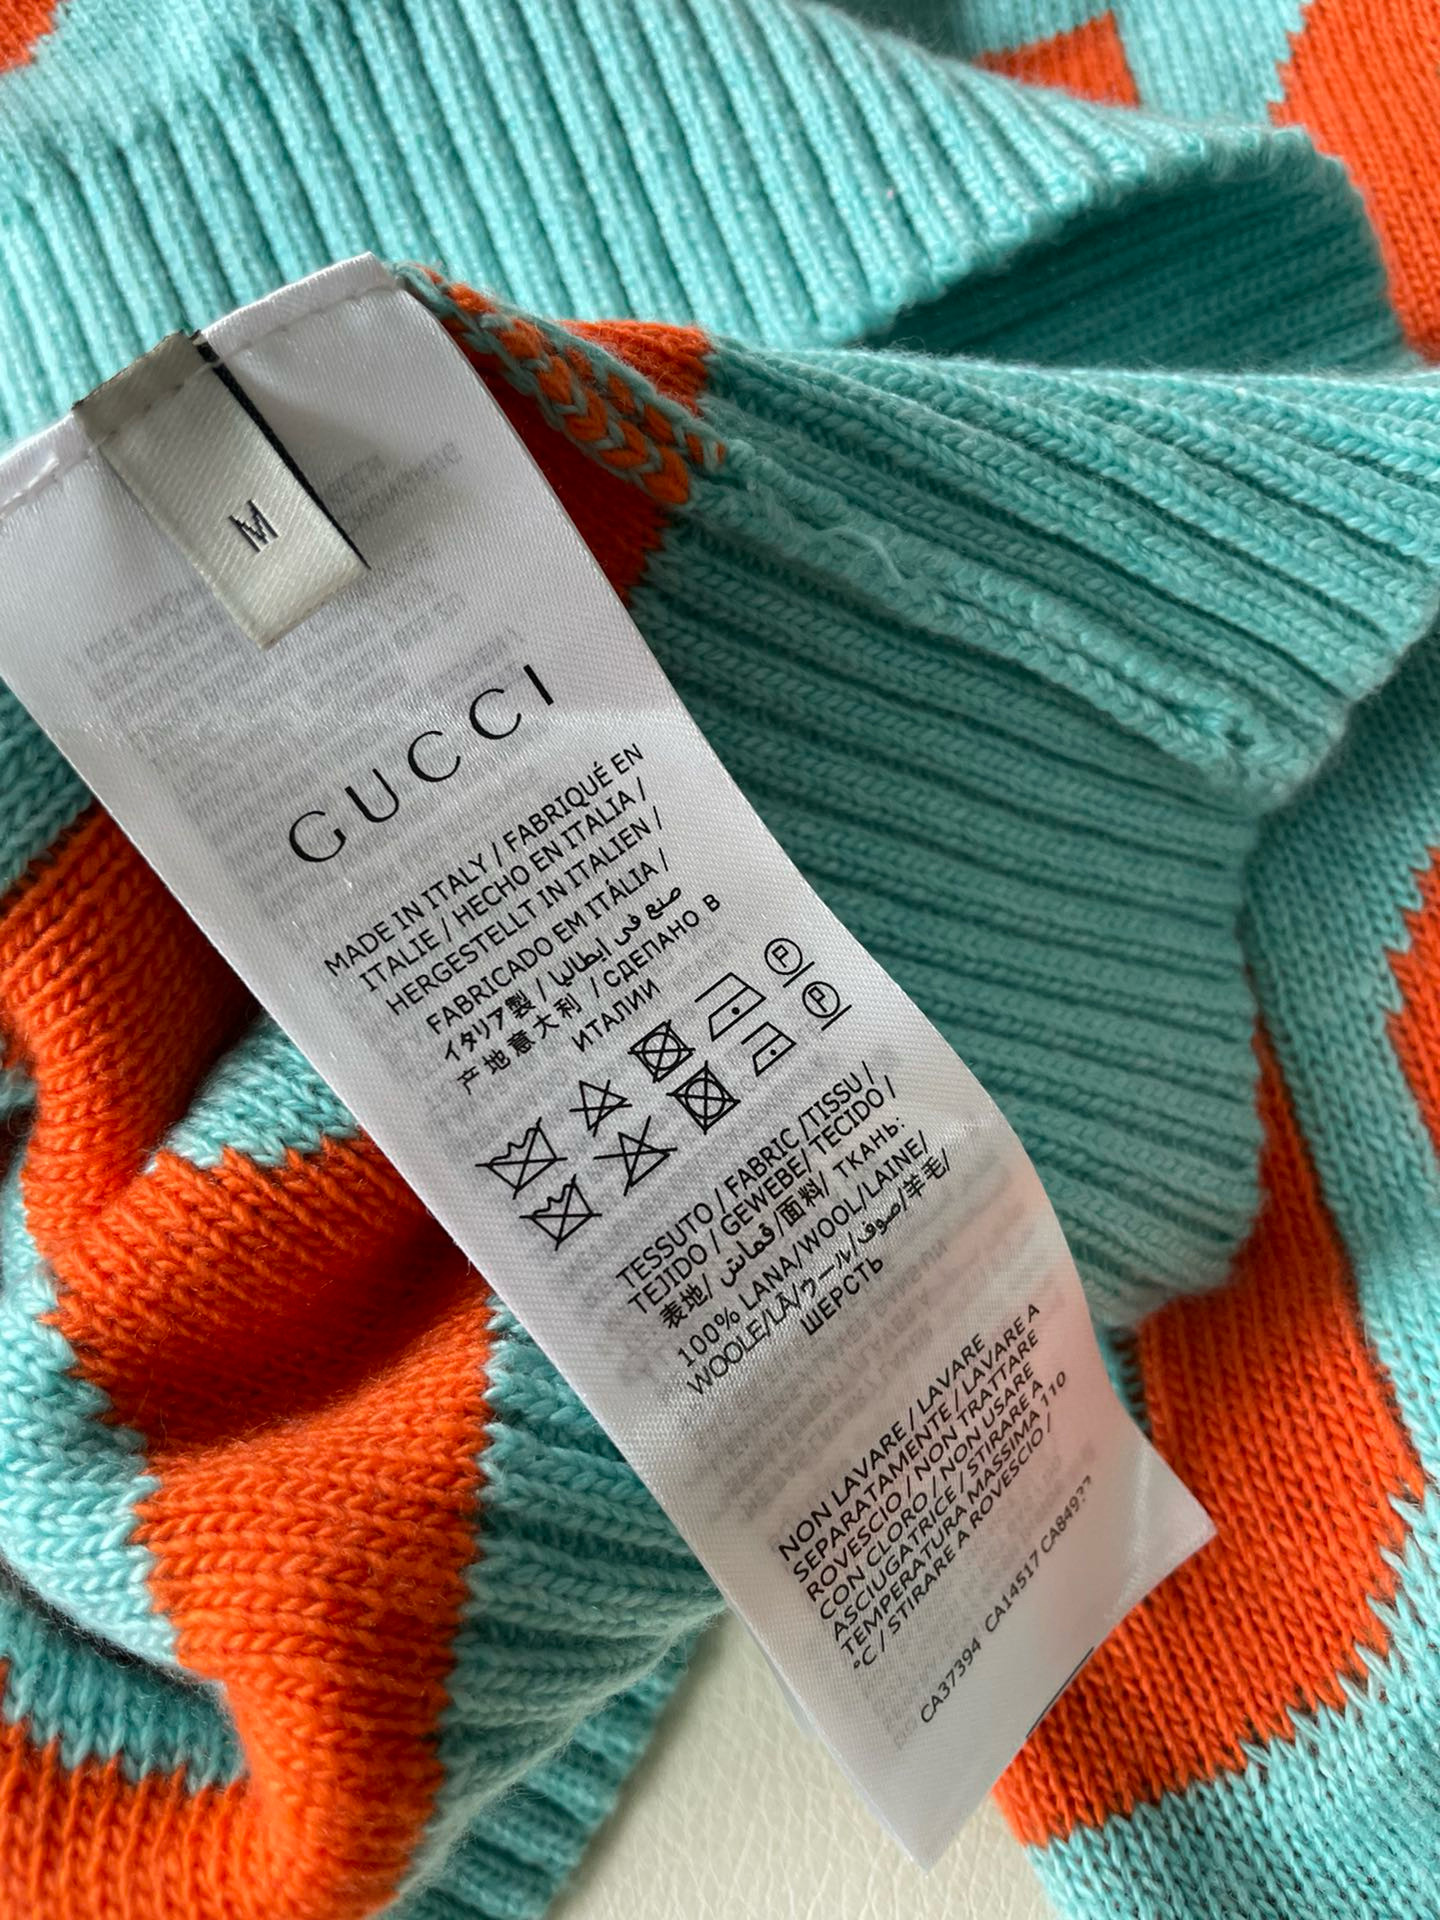 M
GUCCI
MADE IN ITALY / FABRIQUÉ EN
ITALIE / HECHO EN ITALIA /
HERGESTELLT IN ITALIEN /
FABRICADO EM ITÁLIA /
イタリア製 / صنع في ايطاليا /
产 地 意 大 利 / СДЕЛАНО В
ИТАЛИИ
P
P
TESSUTO / FABRIC /TISSU /
TEJIDO / GEWEBE/ TECIDO /
表地/ قماش /面料/ ТКАНЬ:
100% LANA/WOOL/LAINE/
WOOLE/LÃ/ウール/صوف/羊毛/
ШЕРСТЬ
NON LAVARE / LAVARE
SEPARATAMENTE / LAVARE A
ROVESCIO / NON TRATTARE
CON CLORO / NON USARE
ASCIUGATRICE / STIRARE A
TEMPERATURA MASSIMA 110
°C / STIRARE A ROVESCIO /
CA37394 CA14517